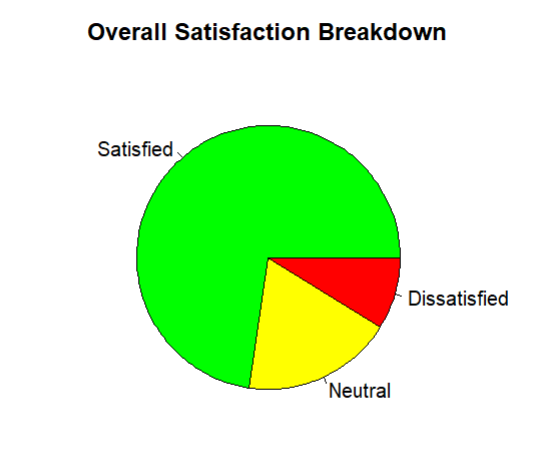 Overall Satisfaction Breakdown
Satisfied
Dissatisfied
Neutral